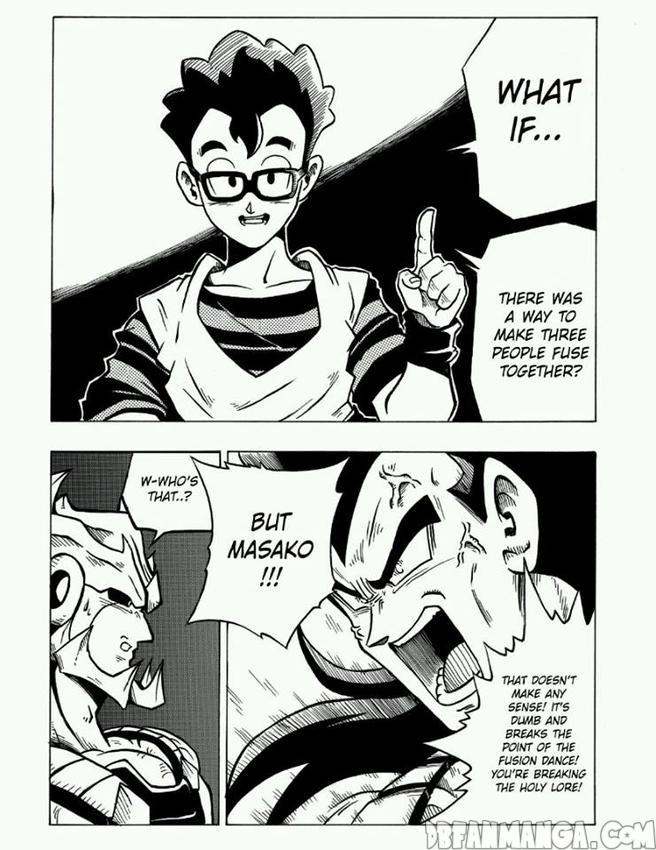 WHAT
IF...
THERE WAS
A WAY TO
MAKE THREE
PEOPLE FUSE
TOGETHER?
W-WHO'S
THAT..?
BUT
MASAKO
!!!
THAT DOESN'T
MAKE ANY
SENSE! IT'S
DUMB AND
BREAKS THE
POINT OF THE
FUSION DANCE!
YOU'RE BREAKING
THE HOLY LORE!
DBFANMANGA.COM